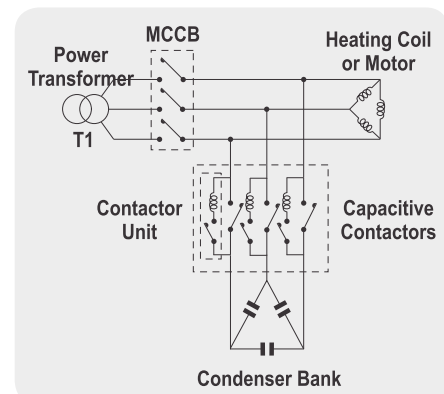 MCCB
Power
Transformer
T1
Heating Coil
or Motor
Contactor
Unit
Capacitive
Contactors
Condenser Bank